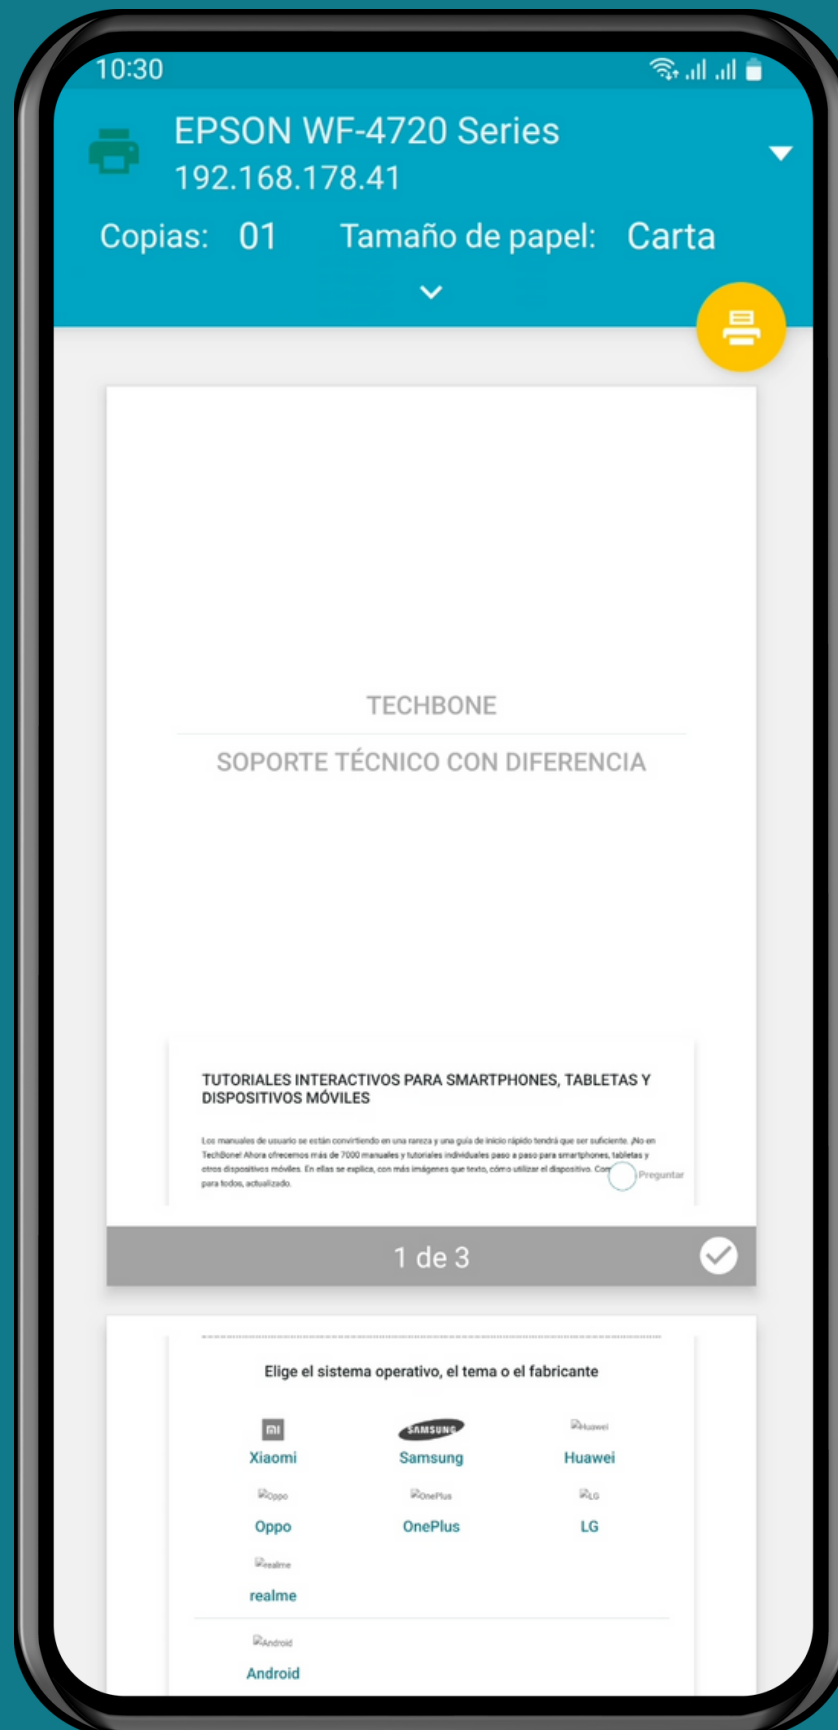 10:30
EPSON WF-4720 Series
192.168.178.41
Copias: 01 Tamaño de papel: Carta
TECHBONE
SOPORTE TÉCNICO CON DIFERENCIA
TUTORIALES INTERACTIVOS PARA SMARTPHONES, TABLETAS Y
DISPOSITIVOS MÓVILES
Los manuales de usuario se están convirtiendo en una rareza y una guía de inicio rápido tendrá que ser suficiente. ¡No en
TechBone! Ahora ofrecemos más de 7000 manuales y tutoriales individuales paso a paso para smartphones, tabletas y
otros dispositivos móviles. En ellas se explica, con más imágenes que texto, cómo utilizar el dispositivo. Com
Preguntar
para todos, actualizado.
1 de 3
Elige el sistema operativo, el tema o el fabricante
MI SAMSUNG Huawei
Xiaomi Samsung Huawei
Oppo OnePlus LG
Oppo OnePlus LG
realme
realme
Android
Android